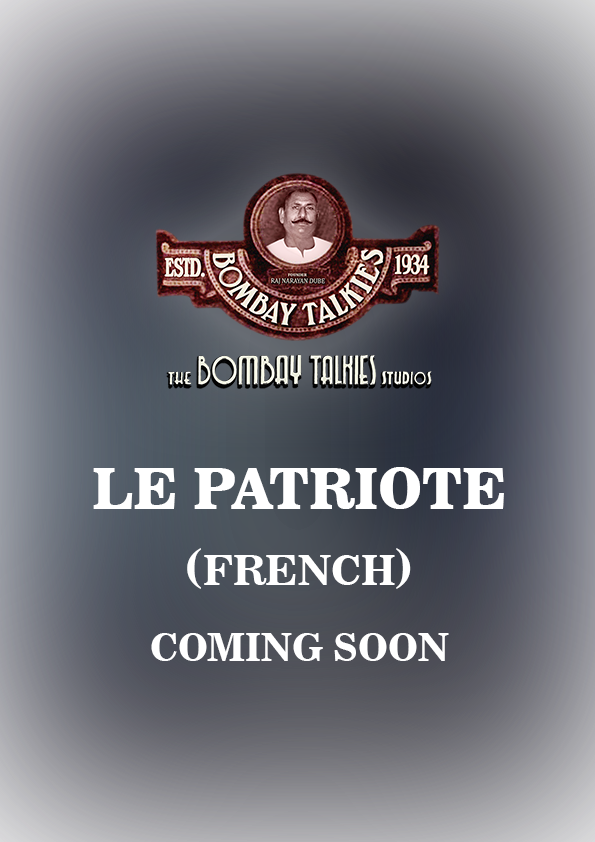 FOUNDER
RAJ NARAYAN DUBE
ESTD. BOMBAY TALKIES 1934
THE BOMBAY TALKIES STUDIOS
LE PATRIOTE
(FRENCH)
COMING SOON